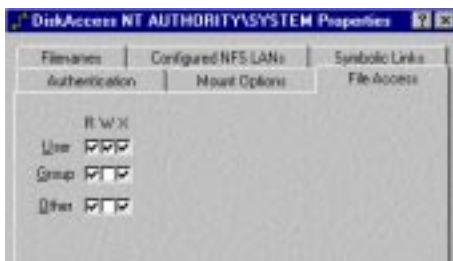 DiskAccess NT AUTHORITY\SYSTEM Properties
Filenames Configured NFS LANs Symbolic Links
Authentication Mount Options File Access
R W X
User
Group
Other